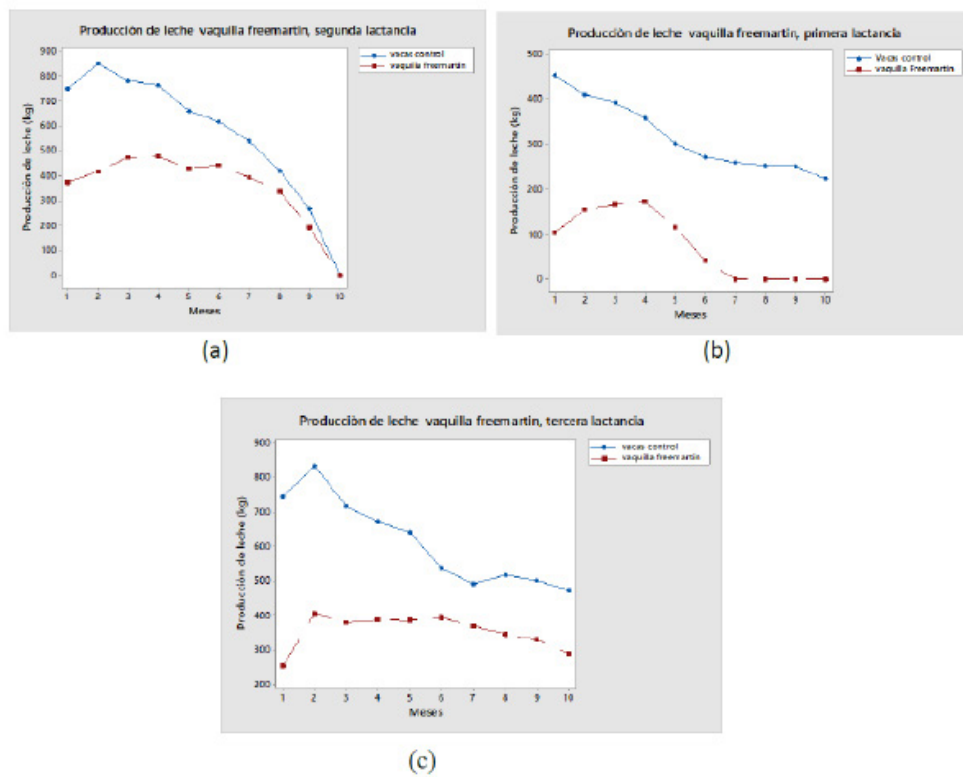 Producción de leche vaquilla freemartin, segunda lactancia
vacas control
vaquilla freemartin
Producción de leche (kg)
900
800
700
600
500
400
300
200
100
0
1 2 3 4 5 6 7 8 9 10
Meses
(a)
Producción de leche vaquilla freemartin, primera lactancia
Vacas control
vaquilla Freemartin
Producción de leche (kg)
500
400
300
200
100
0
1 2 3 4 5 6 7 8 9 10
Meses
(b)
Producción de leche vaquilla freemartin, tercera lactancia
vacas control
vaquilla freemartin
Producción de leche (kg)
900
800
700
600
500
400
300
200
1 2 3 4 5 6 7 8 9 10
Meses
(c)